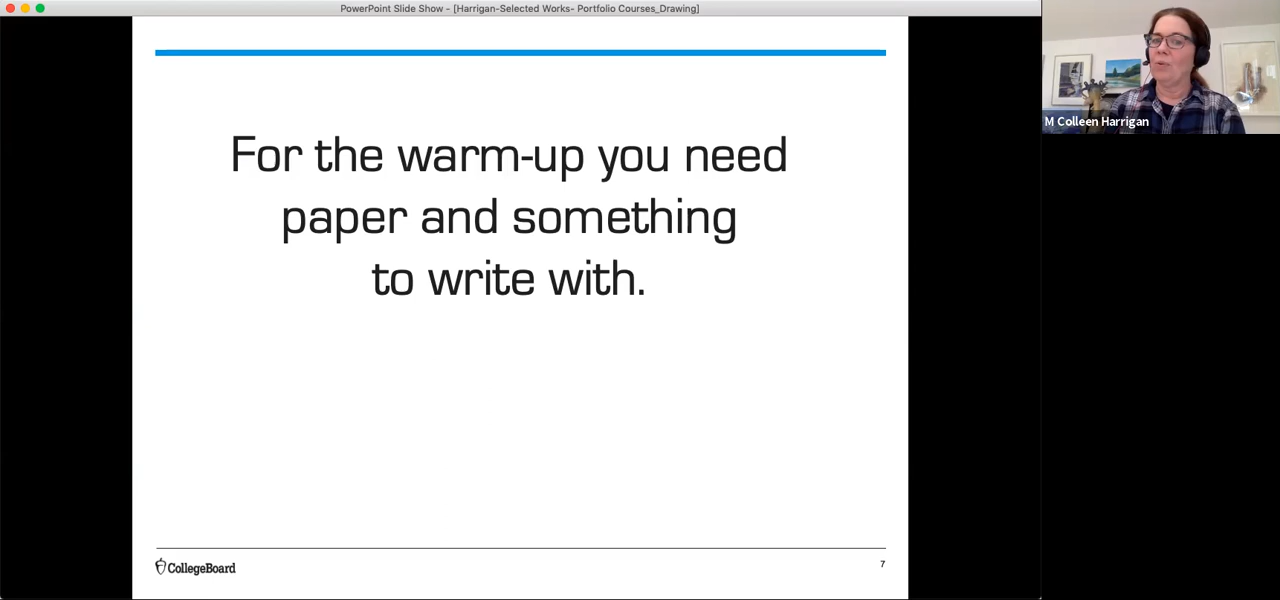 PowerPoint Slide Show - [Harrigan-Selected Works- Portfolio Courses_Drawing]
M Colleen Harrigan
For the warm-up you need
paper and something
to write with.
CollegeBoard
7